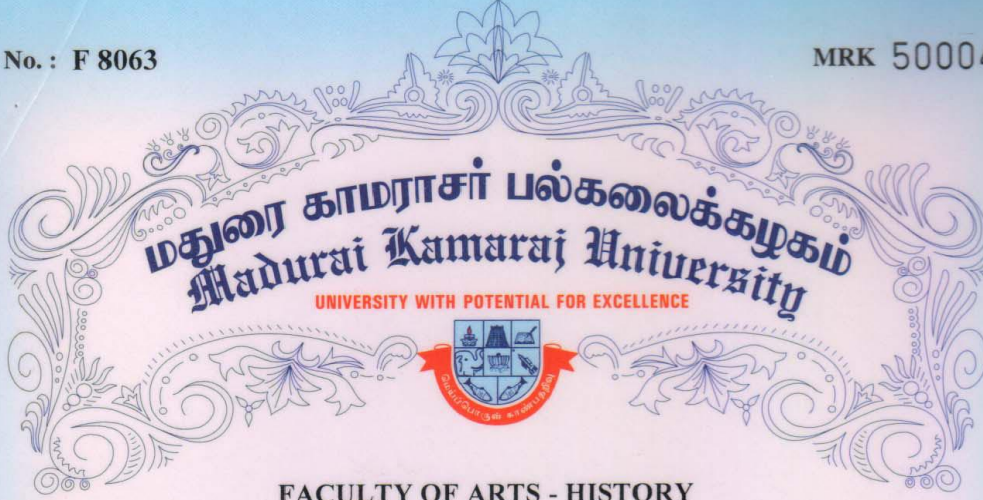 No. : F 8063
MRK 50004
மதுரை காமராசர் பல்கலைக்கழகம்
Madurai Kamaraj University
UNIVERSITY WITH POTENTIAL FOR EXCELLENCE
FACULTY OF ARTS - HISTORY